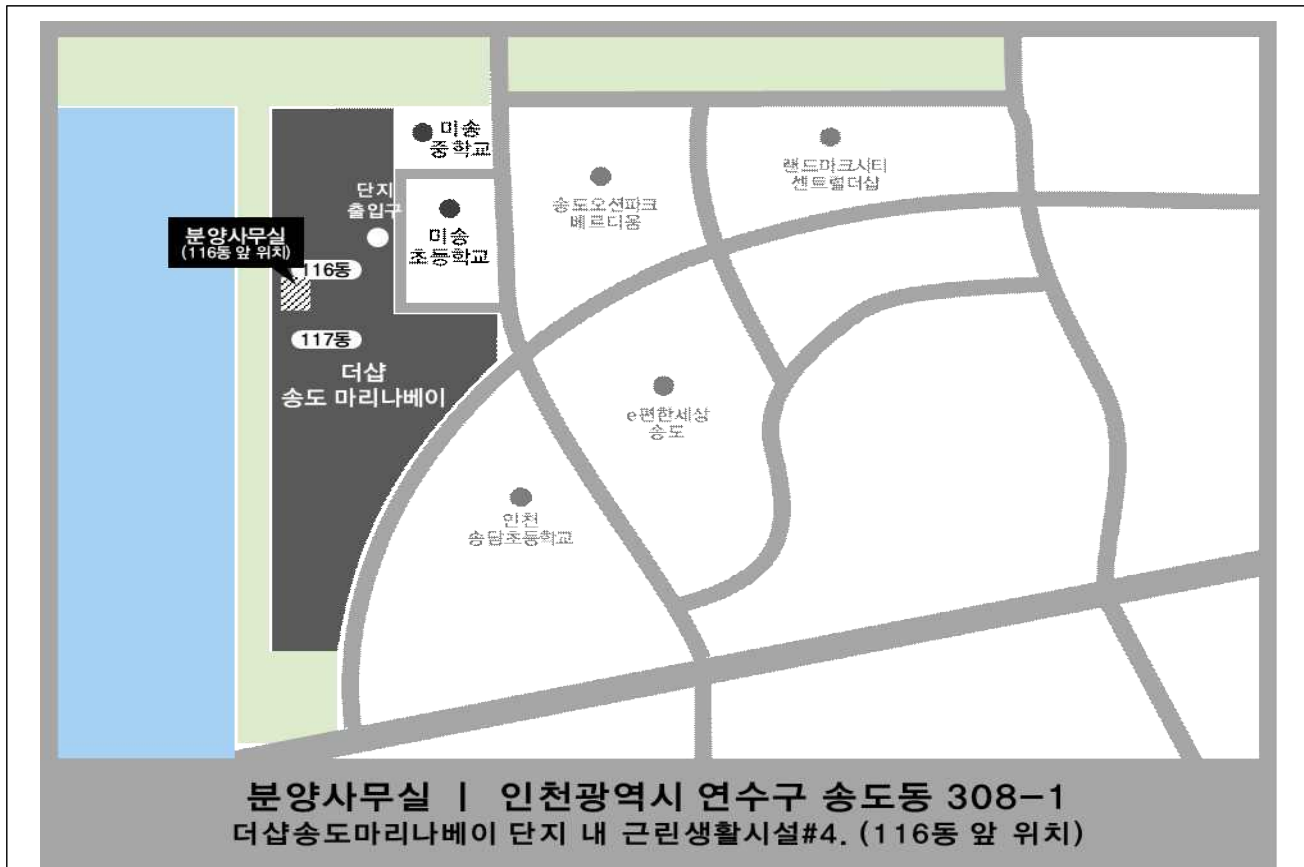 미송
중학교
랜드마크시티
센트럴더샵
단지
출입구
송도오션파크
베르디움
분양사무실
(116동 앞 위치)
미송
초등학교
116동
117동
더샵
송도 마리나베이
e편한세상
송도
인천
송담초등학교
분양사무실 | 인천광역시 연수구 송도동 308-1
더샵송도마리나베이 단지 내 근린생활시설#4. (116동 앞 위치)